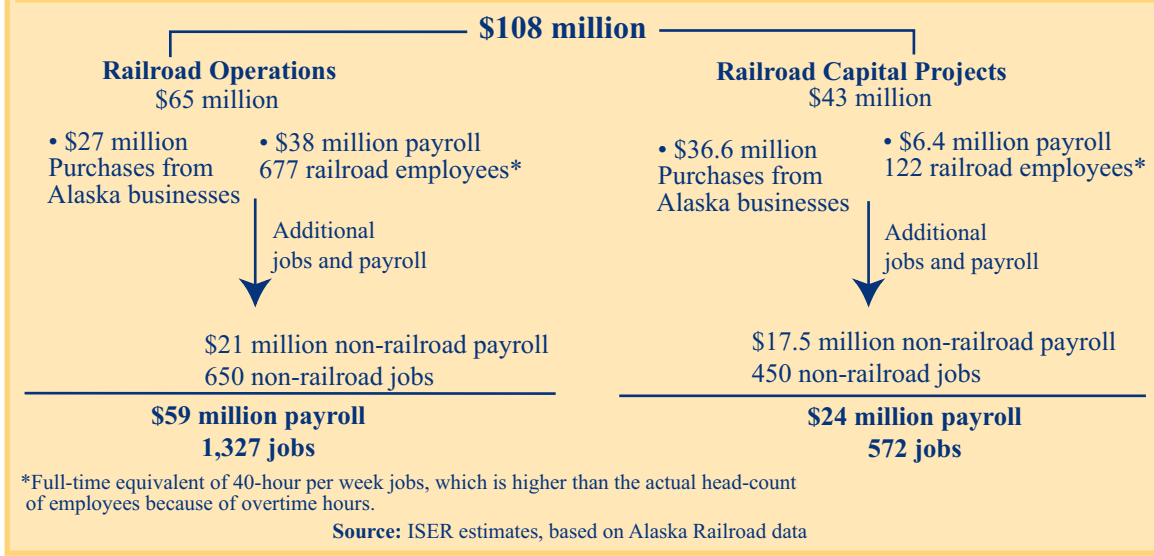 $108 million
Railroad Operations
$65 million
• $27 million
Purchases from
Alaska businesses
• $38 million payroll
677 railroad employees*
Additional
jobs and payroll
$21 million non-railroad payroll
650 non-railroad jobs
$59 million payroll
1,327 jobs
Railroad Capital Projects
$43 million
• $36.6 million
Purchases from
Alaska businesses
• $6.4 million payroll
122 railroad employees*
Additional
jobs and payroll
$17.5 million non-railroad payroll
450 non-railroad jobs
$24 million payroll
572 jobs
*Full-time equivalent of 40-hour per week jobs, which is higher than the actual head-count
of employees because of overtime hours.
Source: ISER estimates, based on Alaska Railroad data